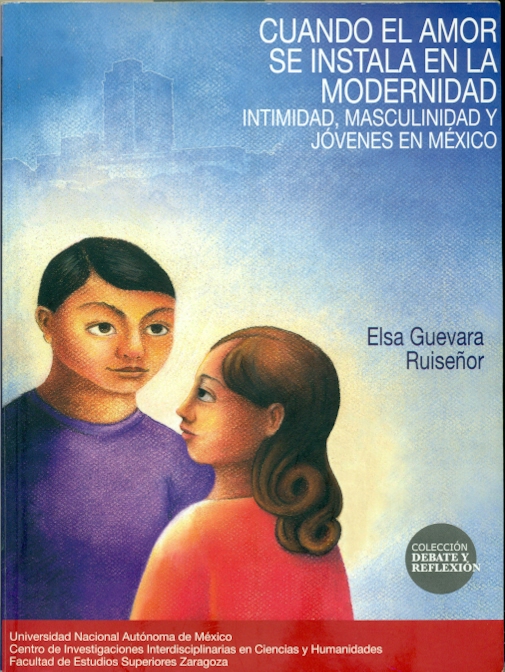 CUANDO EL AMOR
SE INSTALA EN LA
MODERNIDAD
INTIMIDAD, MASCULINIDAD Y
JÓVENES EN MÉXICO
Elsa Guevara
Ruiseñor
COLECCIÓN
DEBATE Y
REFLEXIÓN
Universidad Nacional Autónoma de México
Centro de Investigaciones Interdisciplinarias en Ciencias y Humanidades
Facultad de Estudios Superiores Zaragoza